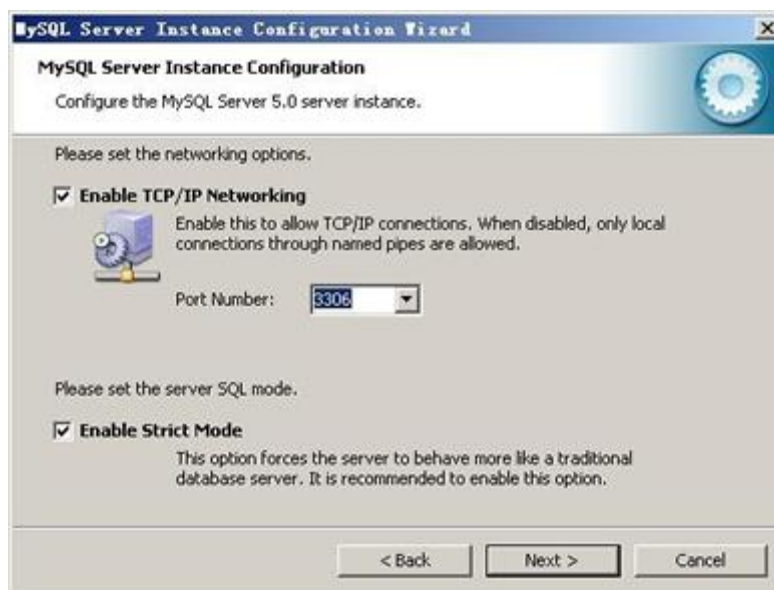 MySQL Server Instance Configuration Wizard
MySQL Server Instance Configuration
Configure the MySQL Server 5.0 server instance.
Please set the networking options.
Enable TCP/IP Networking
Enable this to allow TCP/IP connections. When disabled, only local
connections through named pipes are allowed.
Port Number:
3306
Please set the server SQL mode.
Enable Strict Mode
This option forces the server to behave more like a traditional
database server. It is recommended to enable this option.
< Back
Next >
Cancel